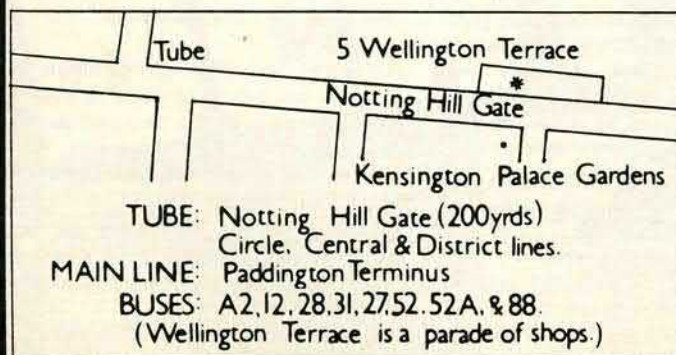 Tube
5 Wellington Terrace
*
Notting Hill Gate
Kensington Palace Gardens
TUBE: Notting Hill Gate (200yrds)
Circle, Central & District lines.
MAIN LINE: Paddington Terminus
BUSES: A2, 12, 28, 31, 27, 52, 52A, & 88.
(Wellington Terrace is a parade of shops.)